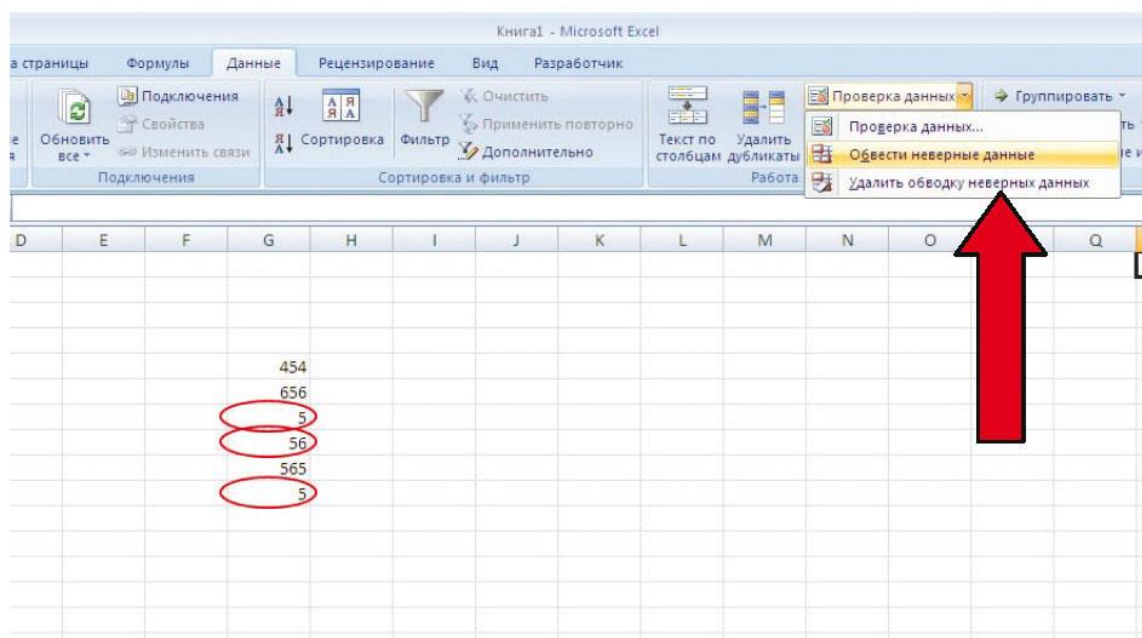 Книга1 - Microsoft Excel
а страницы Формулы Данные Рецензирование Вид Разработчик
Подключения
Свойства
Изменить связи
Обновить все
Подключения
Сортировка
Фильтр
Очистить
Применить повторно
Дополнительно
Сортировка и фильтр
Текст по столбцам
Удалить дубликаты
Работа
Проверка данных
Группировать
Проверка данных...
Обвести неверные данные
Удалить обводку неверных данных
D E F G H I J K L M N O Q
454
656
5
56
565
5